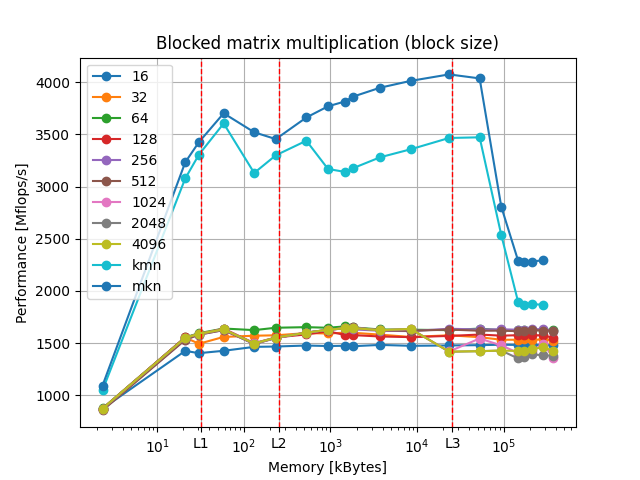 Blocked matrix multiplication (block size)
Performance [Mflops/s]
4000
3500
3000
2500
2000
1500
1000
16
32
64
128
256
512
1024
2048
4096
kmn
mkn
10¹ L1 10² L2 10³ 10⁴ L3 10⁵
Memory [kBytes]